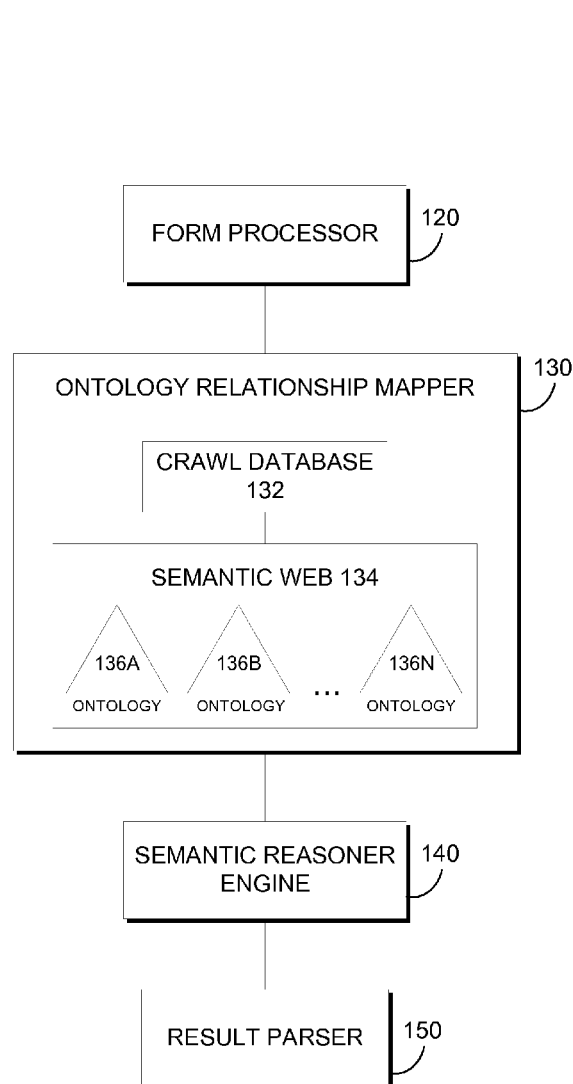 FORM PROCESSOR
120
ONTOLOGY RELATIONSHIP MAPPER
130
CRAWL DATABASE
132
SEMANTIC WEB 134
136A
136B
136N
...
ONTOLOGY
ONTOLOGY
ONTOLOGY
SEMANTIC REASONER
ENGINE
140
RESULT PARSER
150